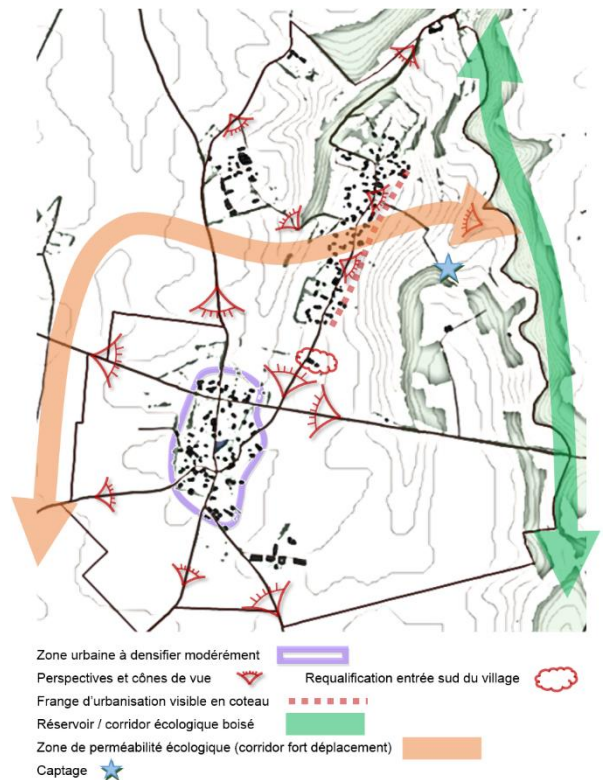 Zone urbaine à densifier modérément
Perspectives et cônes de vue Requalification entrée sud du village
Frange d'urbanisation visible en coteau
Réservoir / corridor écologique boisé
Zone de perméabilité écologique (corridor fort déplacement)
Captage